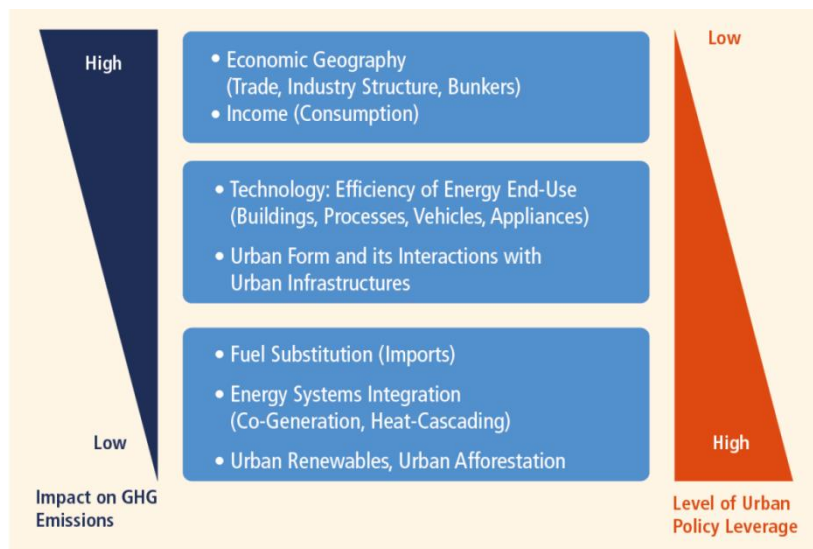 High
• Economic Geography
(Trade, Industry Structure, Bunkers)
• Income (Consumption)
Low
• Technology: Efficiency of Energy End-Use
(Buildings, Processes, Vehicles, Appliances)
• Urban Form and its Interactions with
Urban Infrastructures
• Fuel Substitution (Imports)
• Energy Systems Integration
(Co-Generation, Heat-Cascading)
• Urban Renewables, Urban Afforestation
Low
High
Impact on GHG
Emissions
Level of Urban
Policy Leverage